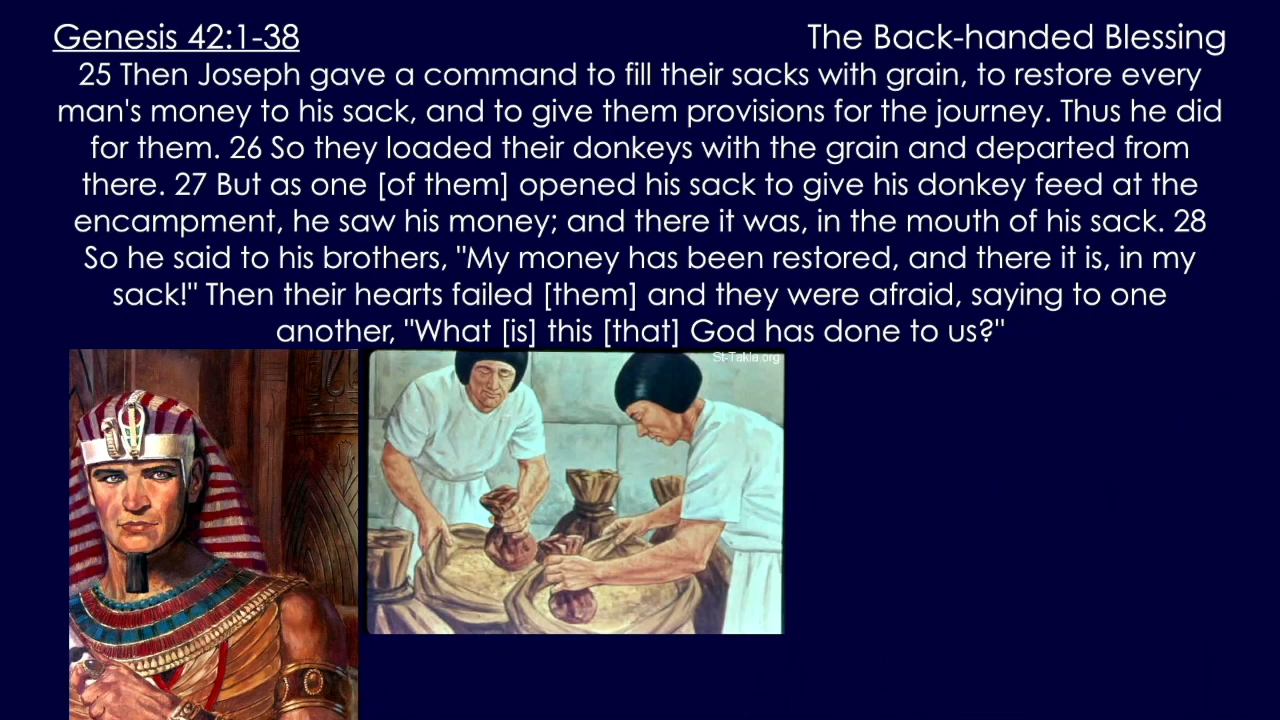 Genesis 42:1-38 The Back-handed Blessing
25 Then Joseph gave a command to fill their sacks with grain, to restore every
man's money to his sack, and to give them provisions for the journey. Thus he did
for them. 26 So they loaded their donkeys with the grain and departed from
there. 27 But as one [of them] opened his sack to give his donkey feed at the
encampment, he saw his money; and there it was, in the mouth of his sack. 28
So he said to his brothers, "My money has been restored, and there it is, in my
sack!" Then their hearts failed [them] and they were afraid, saying to one
another, "What [is] this [that] God has done to us?"
St-Takla.org